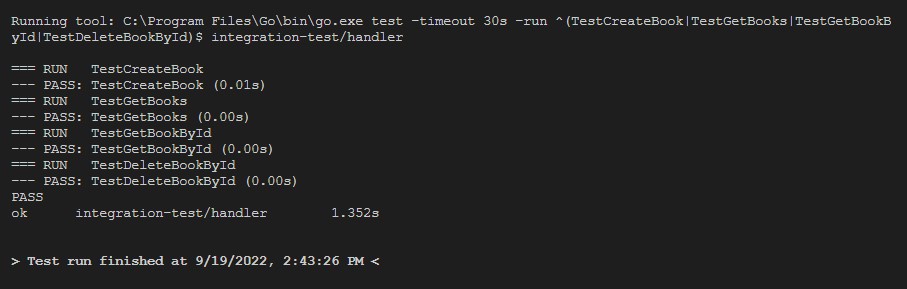 Running tool: C:\Program Files\Go\bin\go.exe test -timeout 30s -run ^(TestCreateBook|TestGetBooks|TestGetBookB
yId|TestDeleteBookById)$ integration-test/handler
=== RUN   TestCreateBook
--- PASS: TestCreateBook (0.01s)
=== RUN   TestGetBooks
--- PASS: TestGetBooks (0.00s)
=== RUN   TestGetBookById
--- PASS: TestGetBookById (0.00s)
=== RUN   TestDeleteBookById
--- PASS: TestDeleteBookById (0.00s)
PASS
ok      integration-test/handler        1.352s
> Test run finished at 9/19/2022, 2:43:26 PM <